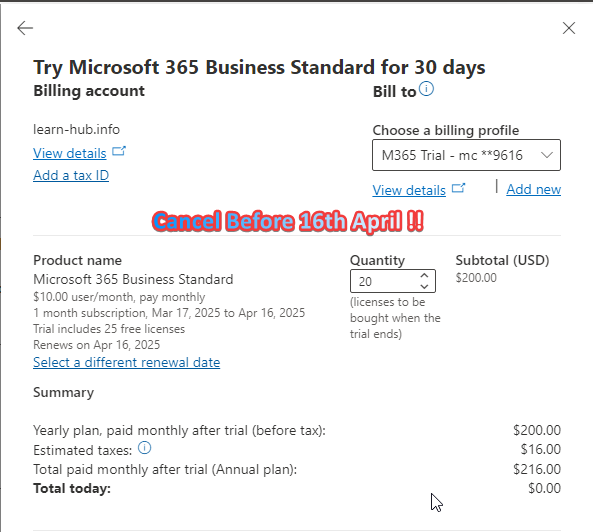 Try Microsoft 365 Business Standard for 30 days
Billing account
Bill to
learn-hub.info
View details
Add a tax ID
Choose a billing profile
M365 Trial - mc **9616
View details | Add new
Cancel Before 16th April !!
Product name
Microsoft 365 Business Standard
$10.00 user/month, pay monthly
1 month subscription, Mar 17, 2025 to Apr 16, 2025
Trial includes 25 free licenses
Renews on Apr 16, 2025
Select a different renewal date
Quantity
20
(licenses to be
bought when the
trial ends)
Subtotal (USD)
$200.00
Summary
Yearly plan, paid monthly after trial (before tax): $200.00
Estimated taxes: $16.00
Total paid monthly after trial (Annual plan): $216.00
Total today: $0.00